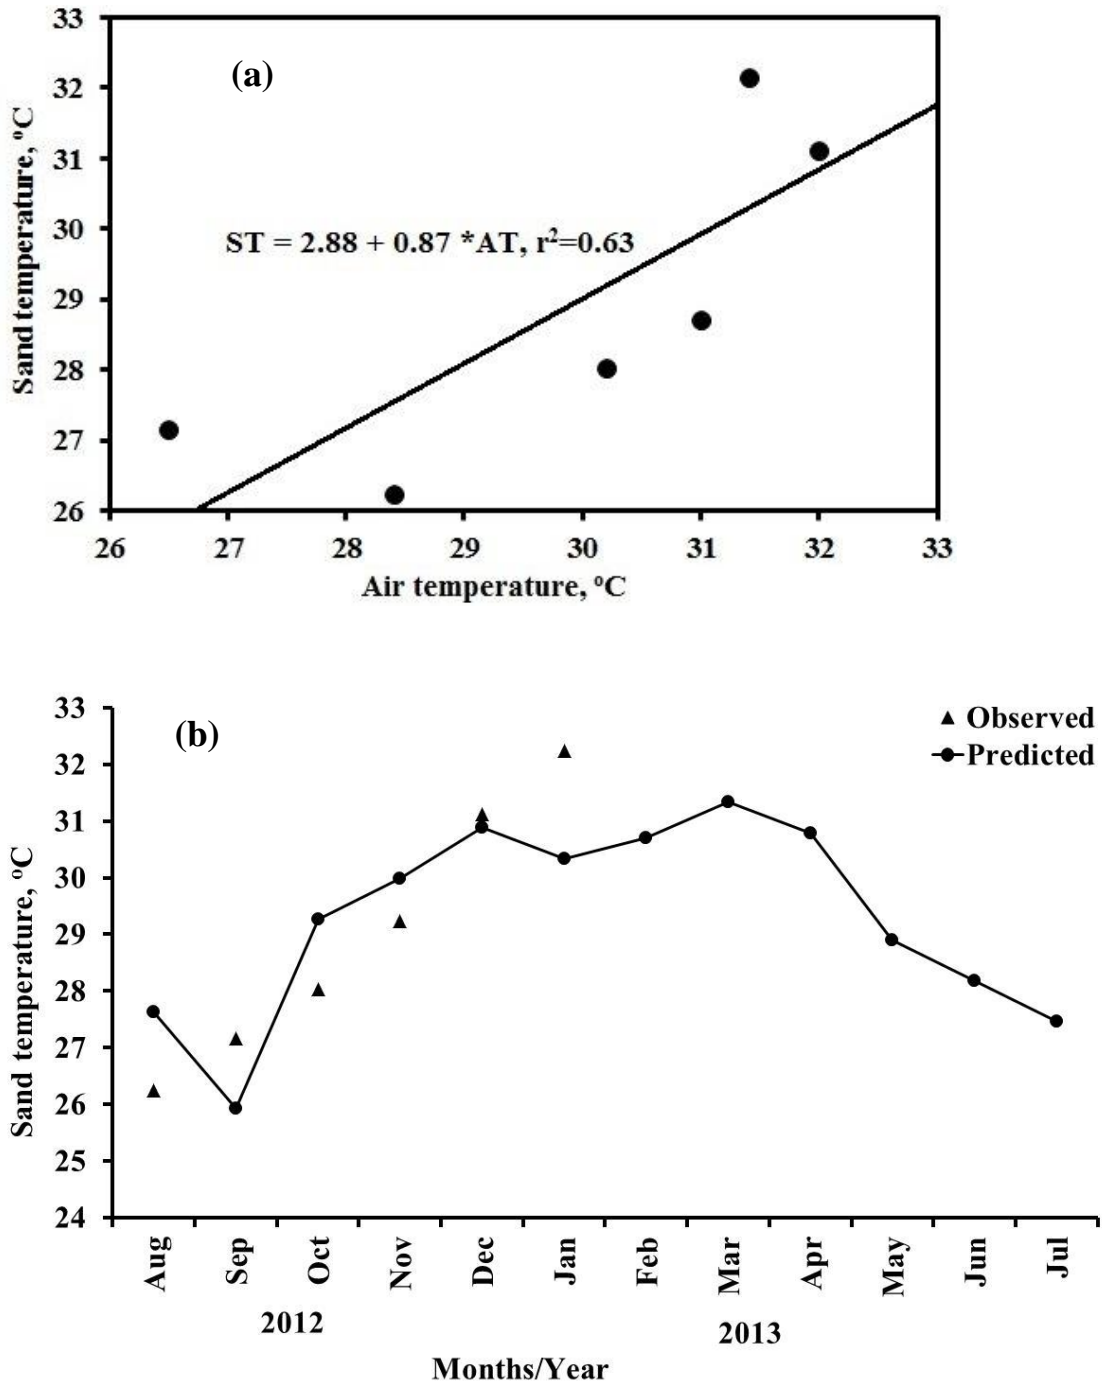 (a)
Sand temperature, ºC
33
32
31
30
29
28
27
26
ST = 2.88 + 0.87 *AT, r²=0.63
26 27 28 29 30 31 32 33
Air temperature, ºC
(b)
Observed
Predicted
Sand temperature, ºC
33
32
31
30
29
28
27
26
25
24
Aug Sep Oct Nov Dec Jan Feb Mar Apr May Jun Jul
2012 2013
Months/Year